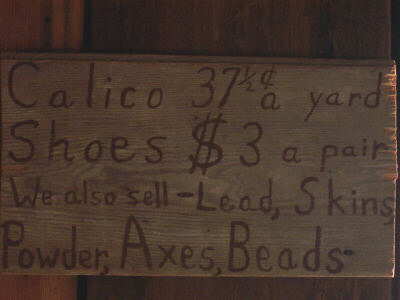 Calico 37½¢ a yard
Shoes $3 a pair
We also sell - Lead, Skins,
Powder, Axes, Beads-